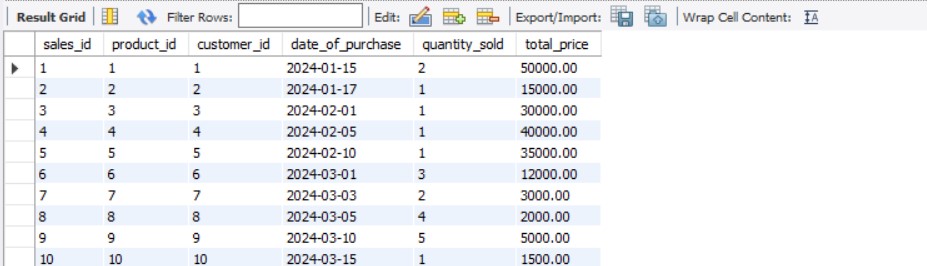 Result Grid Filter Rows: Edit: Export/Import: Wrap Cell Content: IA
sales_id product_id customer_id date_of_purchase quantity_sold total_price
1 1 1 2024-01-15 2 50000.00
2 2 2 2024-01-17 1 15000.00
3 3 3 2024-02-01 1 30000.00
4 4 4 2024-02-05 1 40000.00
5 5 5 2024-02-10 1 35000.00
6 6 6 2024-03-01 3 12000.00
7 7 7 2024-03-03 2 3000.00
8 8 8 2024-03-05 4 2000.00
9 9 9 2024-03-10 5 5000.00
10 10 10 2024-03-15 1 1500.00